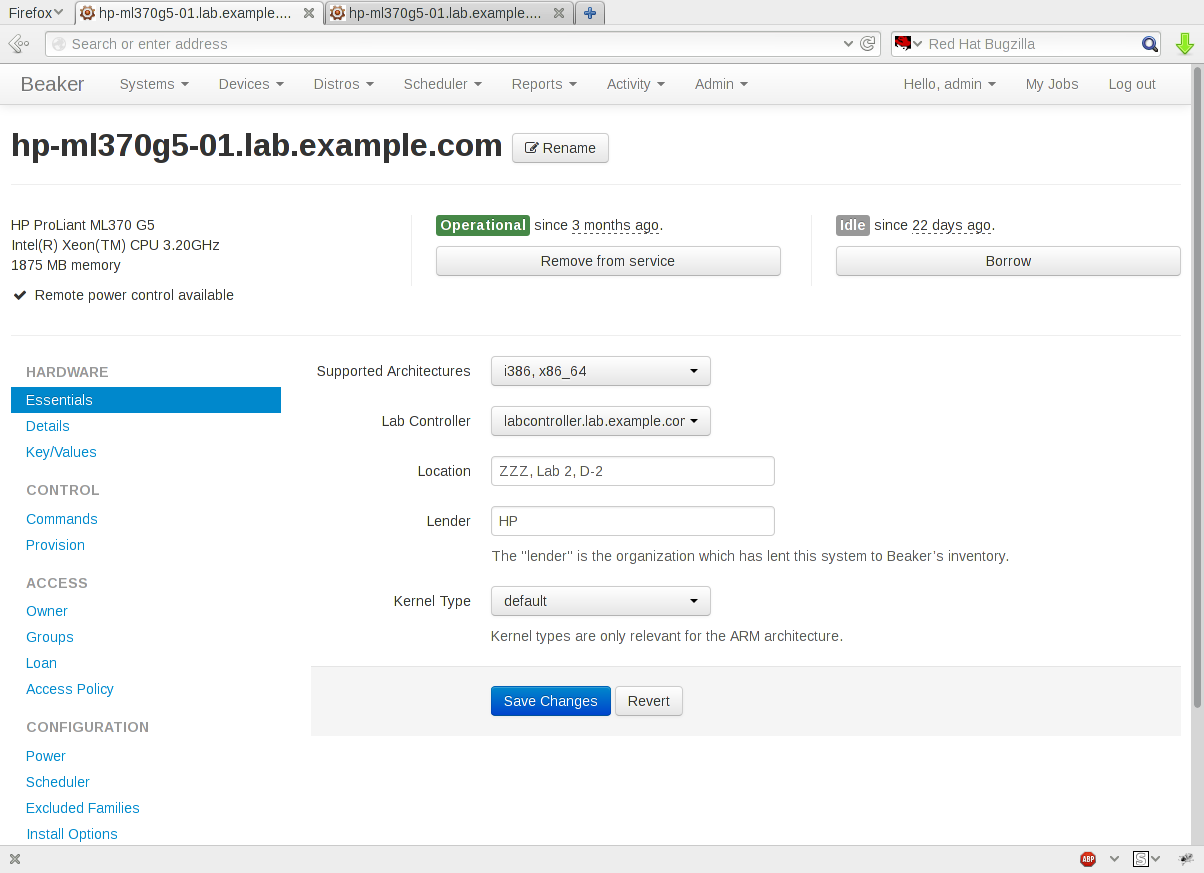 Firefox
hp-ml370g5-01.lab.example....
hp-ml370g5-01.lab.example....
Search or enter address
Red Hat Bugzilla
Beaker Systems Devices Distros Scheduler Reports Activity Admin Hello, admin My Jobs Log out
hp-ml370g5-01.lab.example.com Rename
HP ProLiant ML370 G5
Intel(R) Xeon(TM) CPU 3.20GHz
1875 MB memory
Remote power control available
Operational since 3 months ago.
Remove from service
Idle since 22 days ago.
Borrow
HARDWARE
Essentials
Details
Key/Values
CONTROL
Commands
Provision
ACCESS
Owner
Groups
Loan
Access Policy
CONFIGURATION
Power
Scheduler
Excluded Families
Install Options
Supported Architectures i386, x86_64
Lab Controller labcontroller.lab.example.com
Location ZZZ, Lab 2, D-2
Lender HP
The "lender" is the organization which has lent this system to Beaker's inventory.
Kernel Type default
Kernel types are only relevant for the ARM architecture.
Save Changes Revert
ABP
S